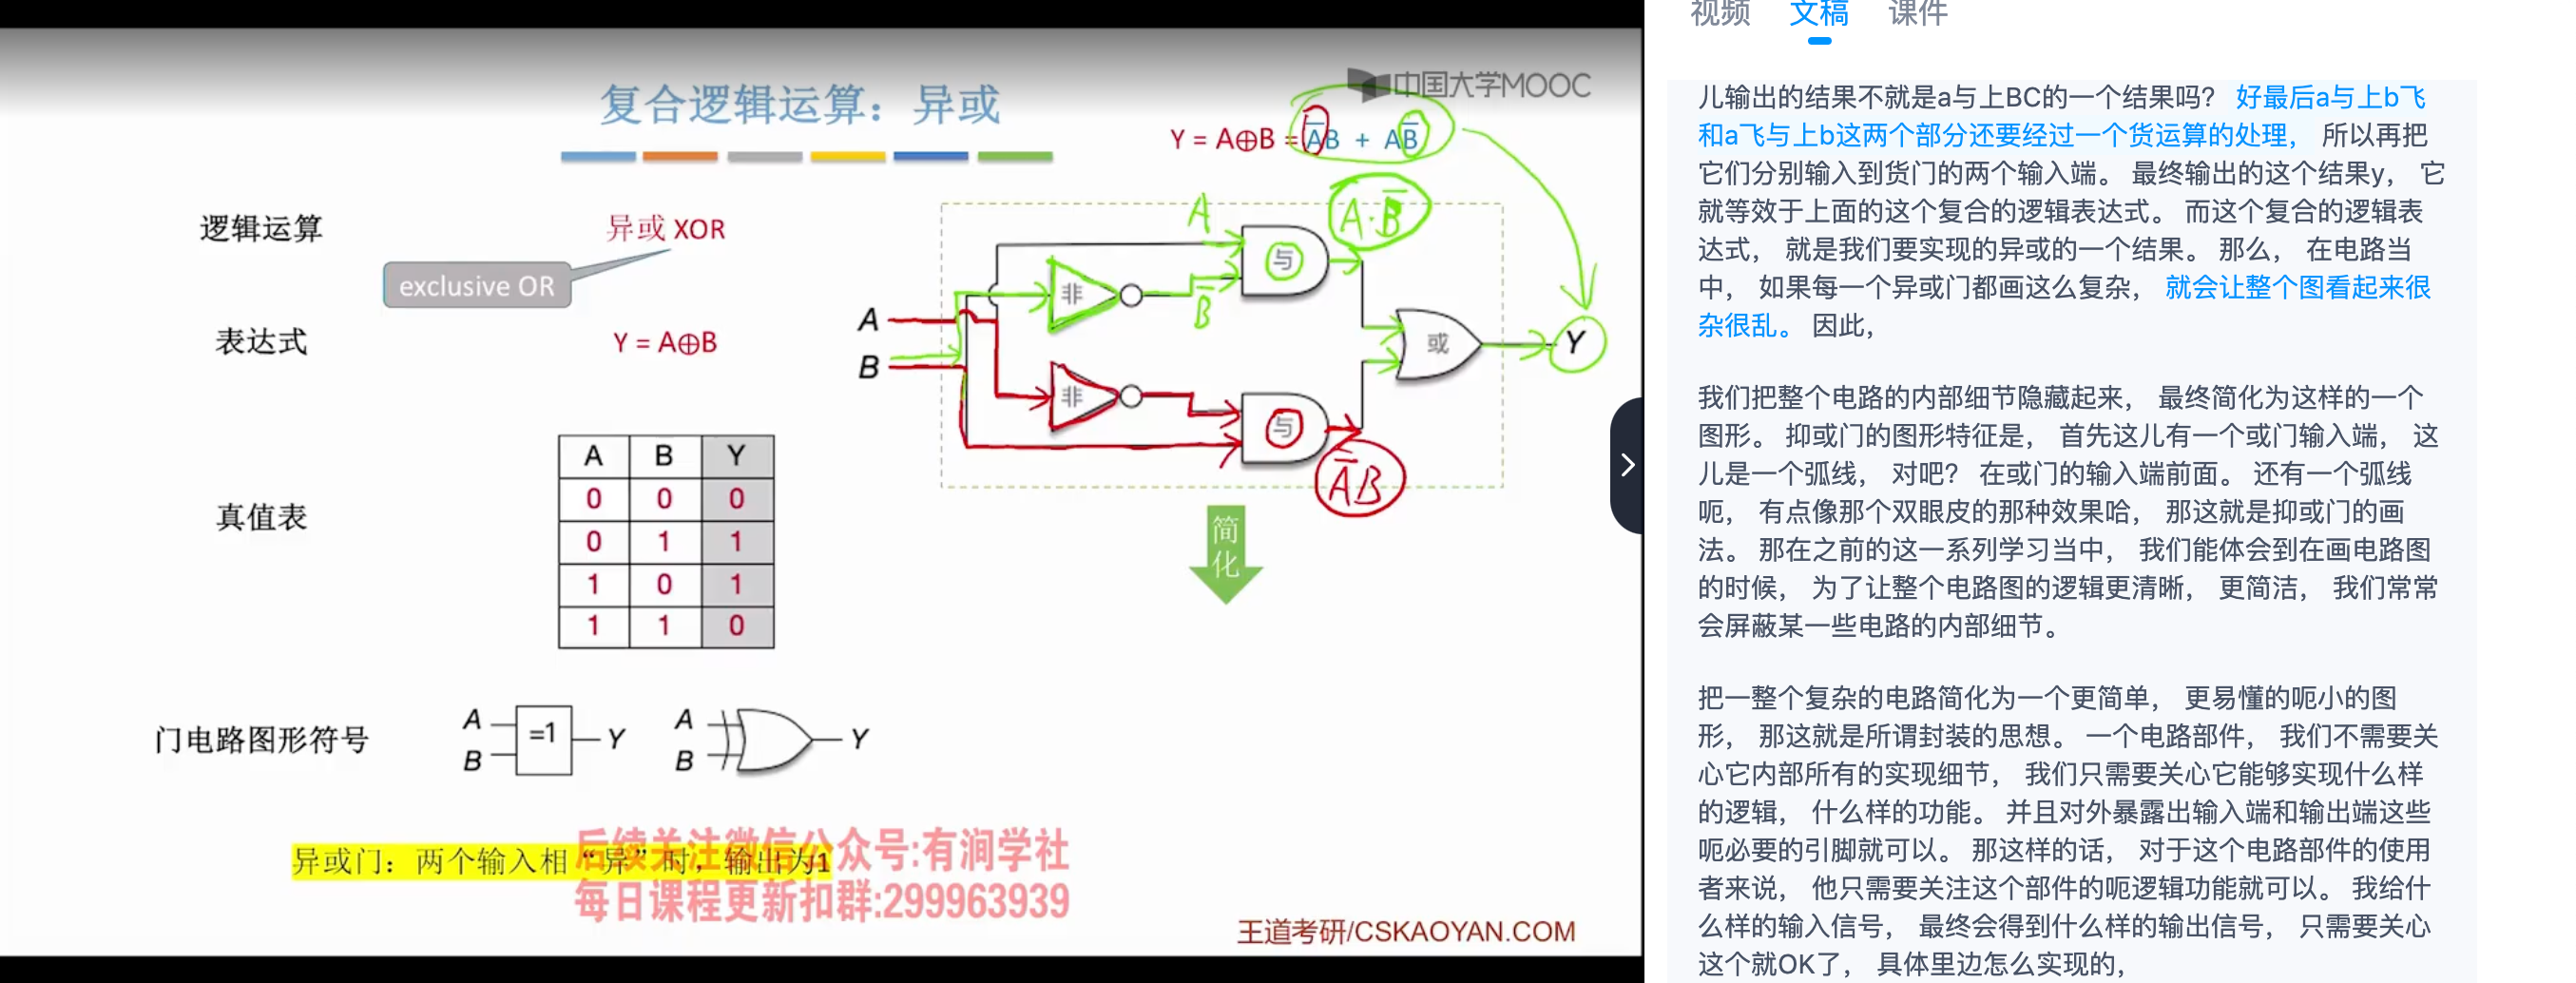 中国大学MOOC
复合逻辑运算：异或
Y = A⊕B = A̅B + AB̅
逻辑运算
异或 XOR
exclusive OR
表达式
Y = A⊕B
A
A·B̅
与
非
B̅
A
B
或
Y
非
与
A̅B
简化
真值表
A B Y
0 0 0
0 1 1
1 0 1
1 1 0
门电路图形符号
A
B
=1
Y
A
B
Y
异或门：两个输入相“异”时，输出为1
后续关注微信公众号:有涧学社
每日课程更新扣群:299963939
王道考研/CSKAOYAN.COM
视频 文稿 课件
儿输出的结果不就是a与上BC的一个结果吗？ 好最后a与上b飞
和a飞与上b这两个部分还要经过一个货运算的处理， 所以再把
它们分别输入到货门的两个输入端。 最终输出的这个结果y， 它
就等效于上面的这个复合的逻辑表达式。 而这个复合的逻辑表
达式， 就是我们要实现的异或的一个结果。 那么， 在电路当
中， 如果每一个异或门都画这么复杂， 就会让整个图看起来很
杂很乱。 因此，
我们把整个电路的内部细节隐藏起来， 最终简化为这样的一个
图形。 抑或门的图形特征是， 首先这儿有一个或门输入端， 这
儿是一个弧线， 对吧？ 在或门的输入端前面。 还有一个弧线
呃， 有点像那个双眼皮的那种效果哈， 那这就是抑或门的画
法。 那在之前的这一系列学习当中， 我们能体会到在画电路图
的时候， 为了让整个电路图的逻辑更清晰， 更简洁， 我们常常
会屏蔽某一些电路的内部细节。
把一整个复杂的电路简化为一个更简单， 更易懂的呃小的图
形， 那这就是所谓封装的思想。 一个电路部件， 我们不需要关
心它内部所有的实现细节， 我们只需要关心它能够实现什么样
的逻辑， 什么样的功能。 并且对外暴露出输入端和输出端这些
呃必要的引脚就可以。 那这样的话， 对于这个电路部件的使用
者来说， 他只需要关注这个部件的呃逻辑功能就可以。 我给什
么样的输入信号， 最终会得到什么样的输出信号， 只需要关心
这个就OK了， 具体里边怎么实现的，